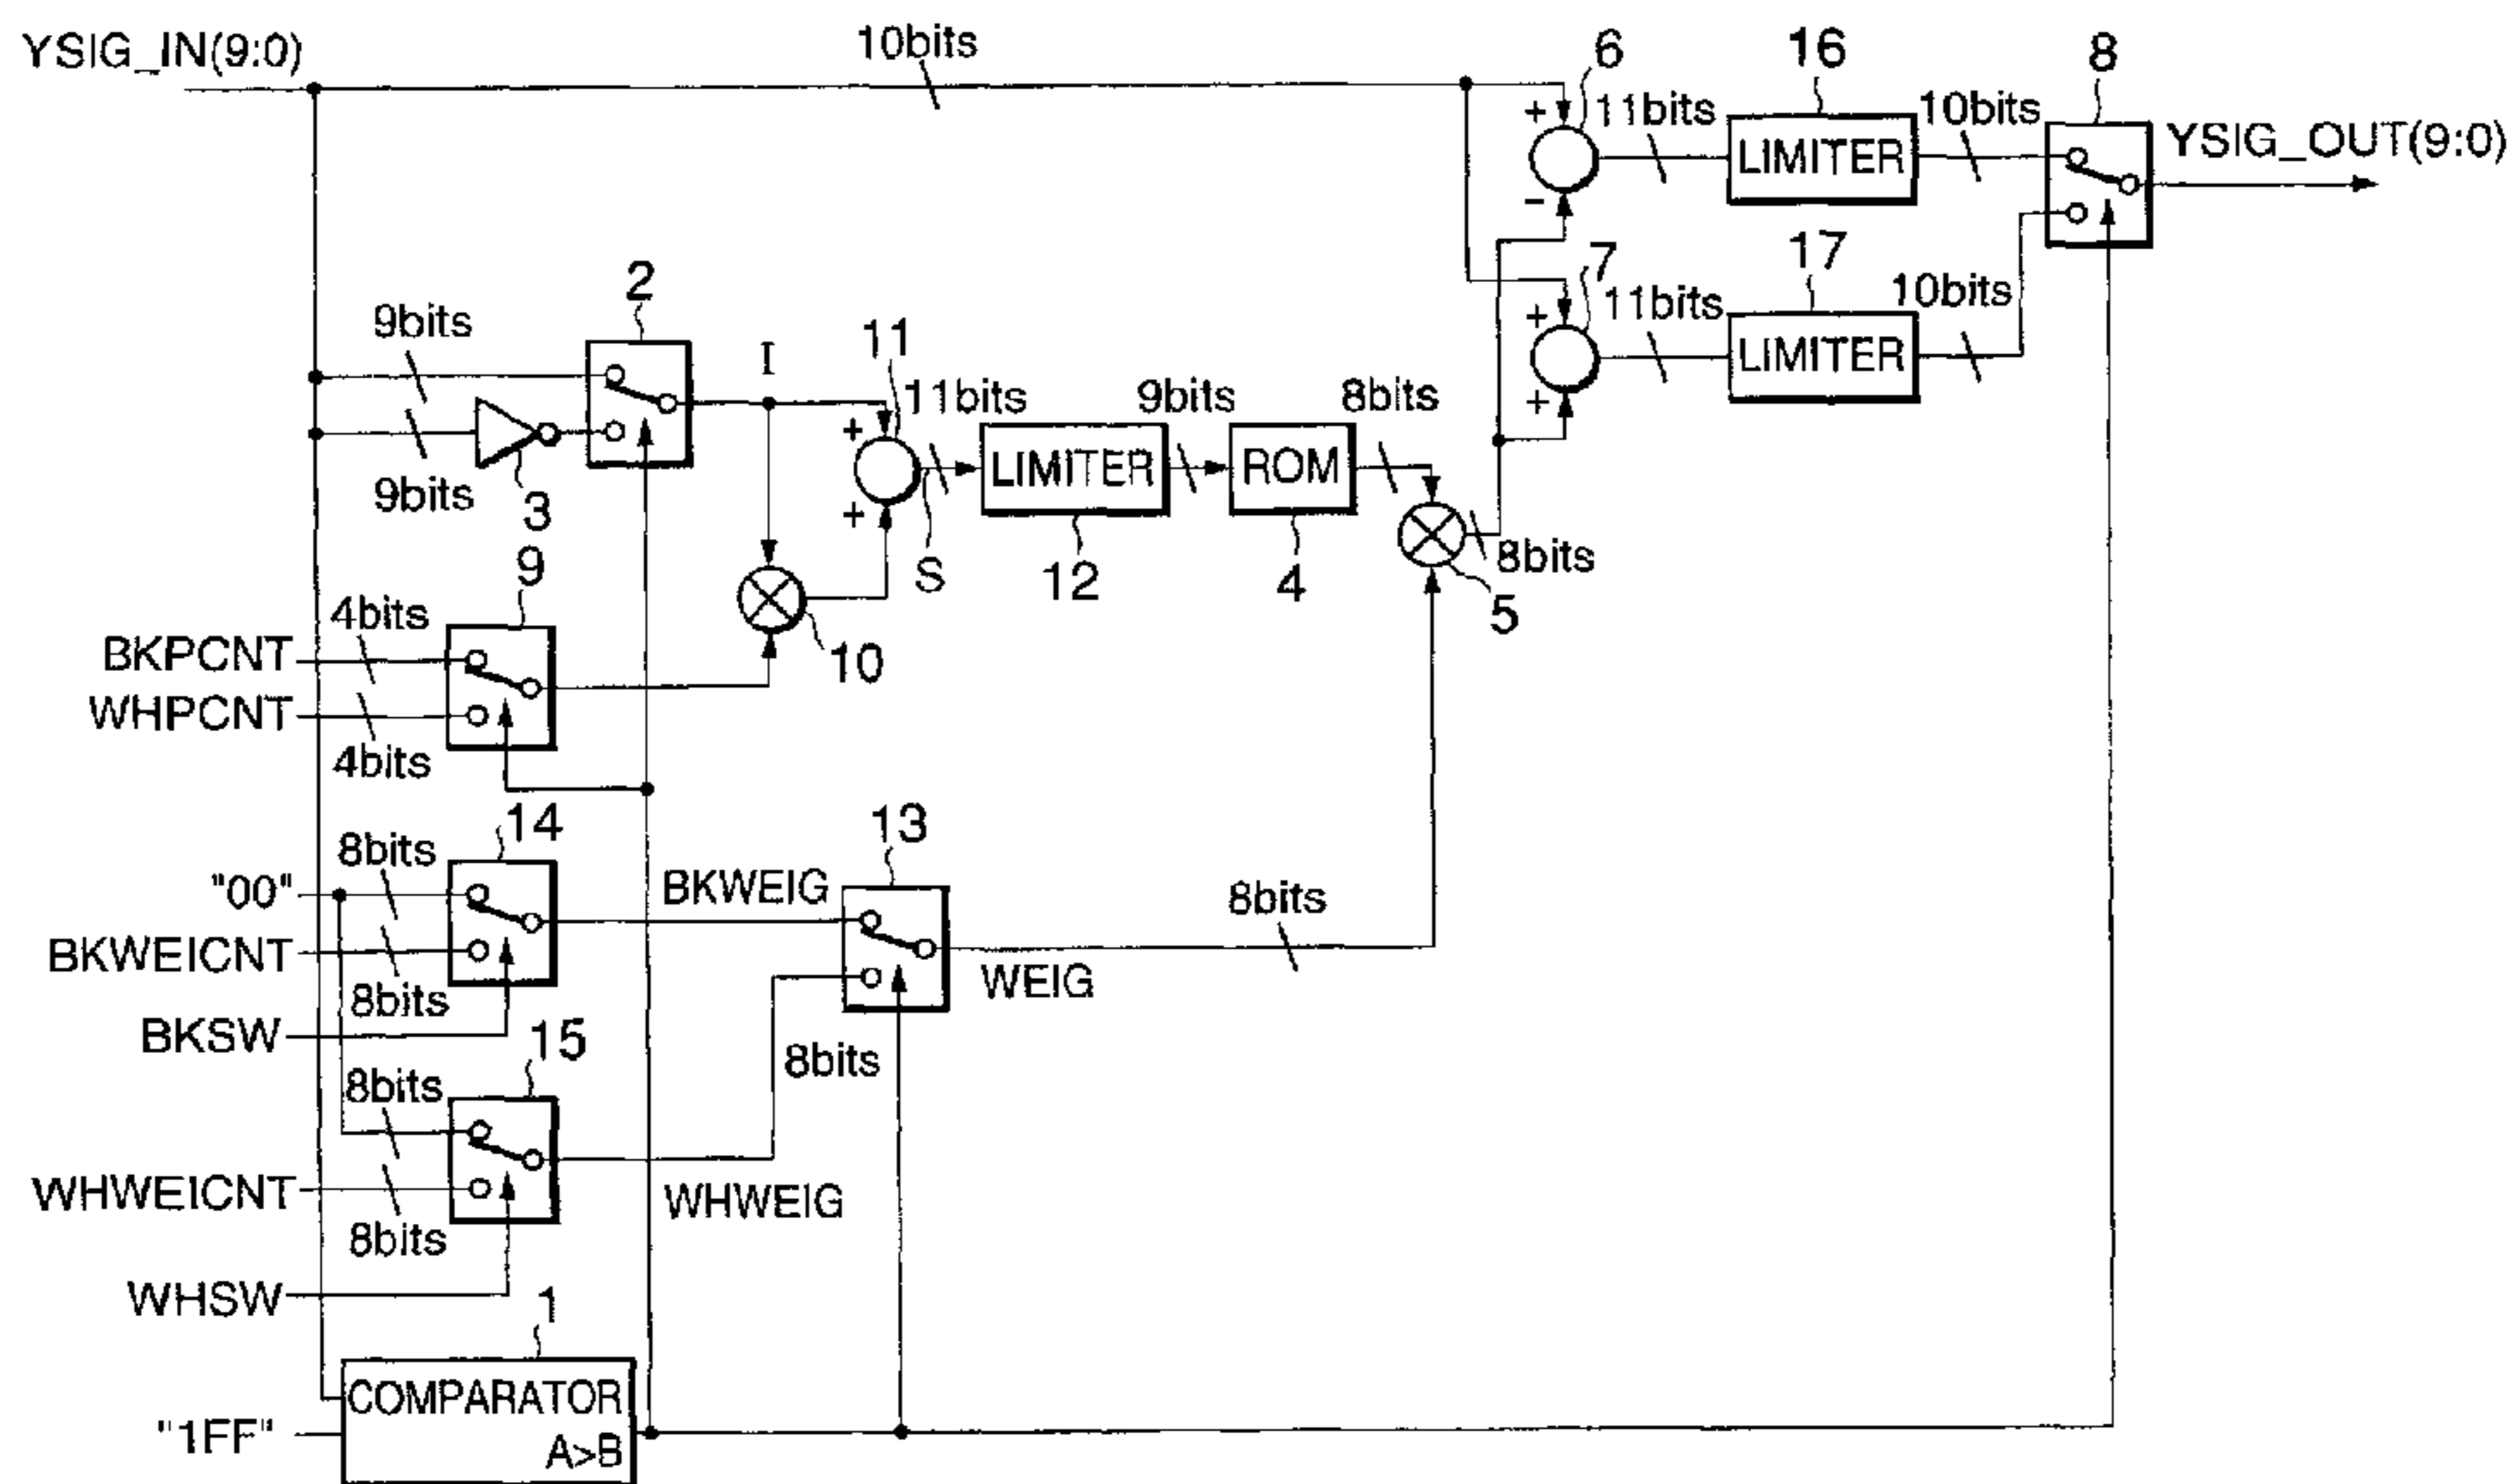 YSIG_IN(9:0)
10bits
6
16
8
+
11bits
10bits
LIMITER
YSIG_OUT(9:0)
-
2
7
17
9bits
I
11
+
11bits
10bits
LIMITER
+
+
11bits
9bits
8bits
9bits
3
LIMITER
ROM
+
S
12
4
8bits
5
9
4bits
BKPCNT
10
WHPCNT
4bits
14
13
8bits
"00"
BKWEIG
8bits
BKWEICNT
WEIG
8bits
BKSW
15
8bits
8bits
WHWEICNT
WHWEIG
8bits
WHSW
1
COMPARATOR
"1FF"
A>B